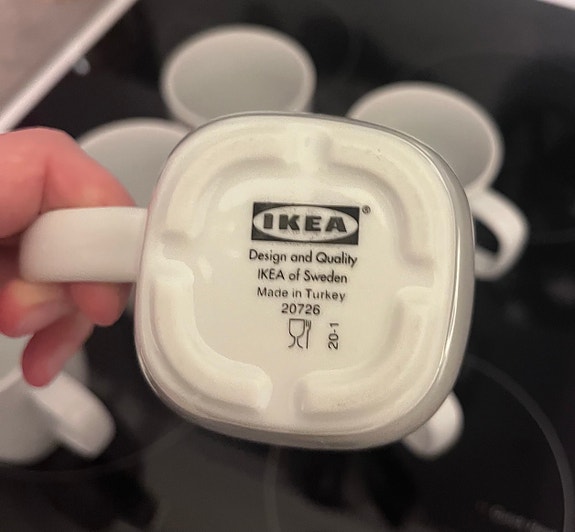 IKEA®
Design and Quality
IKEA of Sweden
Made in Turkey
20726
20-1